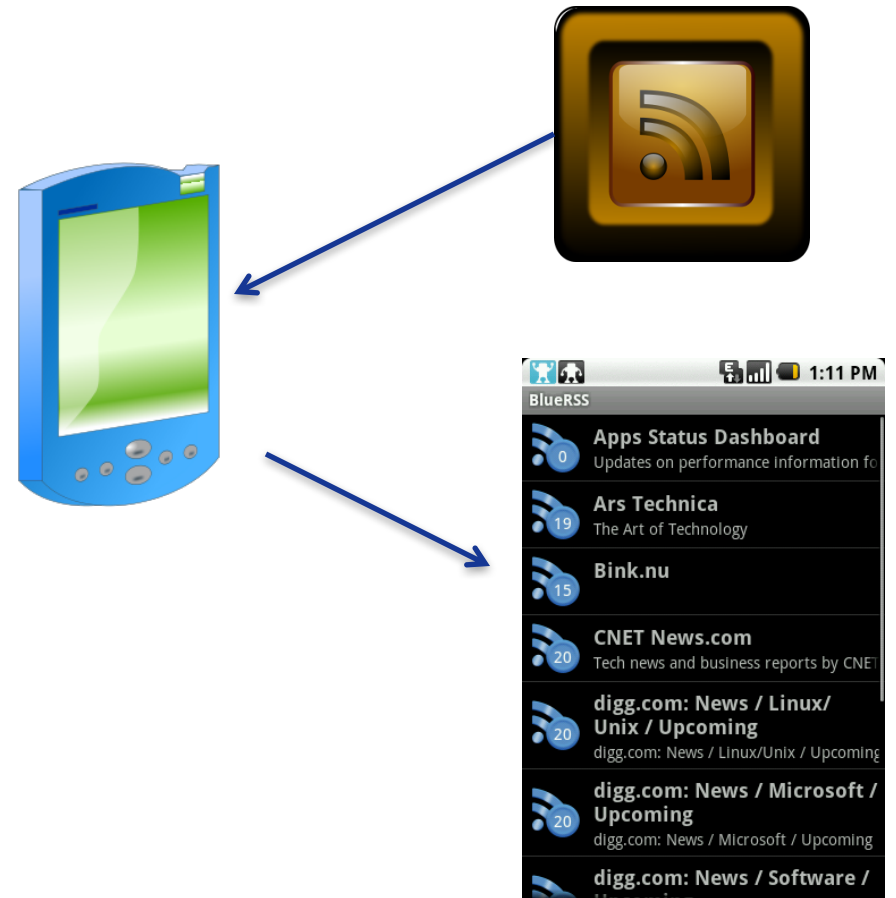 1:11 PM
BlueRSS
0
Apps Status Dashboard
Updates on performance information fo
19
Ars Technica
The Art of Technology
15
Bink.nu
20
CNET News.com
Tech news and business reports by CNET
20
digg.com: News / Linux/
Unix / Upcoming
digg.com: News / Linux/Unix / Upcoming
20
digg.com: News / Microsoft /
Upcoming
digg.com: News / Microsoft / Upcoming
digg.com: News / Software /